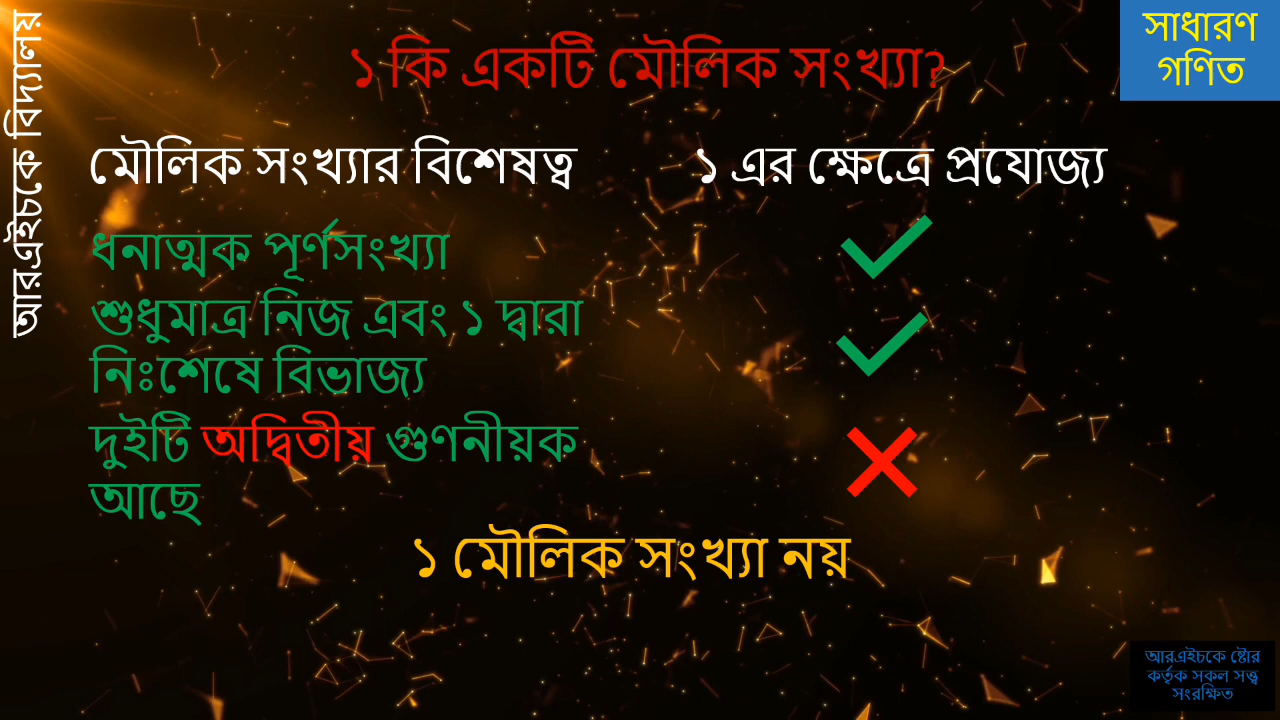 আরএইচকে বিদ্যালয়
১ কি একটি মৌলিক সংখ্যা?
সাধারণ
গণিত
মৌলিক সংখ্যার বিশেষত্ব
১ এর ক্ষেত্রে প্রযোজ্য
ধনাত্মক পূর্ণসংখ্যা
শুধুমাত্র নিজ এবং ১ দ্বারা
নিঃশেষে বিভাজ্য
দুইটি অদ্বিতীয় গুণনীয়ক
আছে
১ মৌলিক সংখ্যা নয়
আরএইচকে ষ্টোর
কর্তৃক সকল সত্ত্ব
সংরক্ষিত